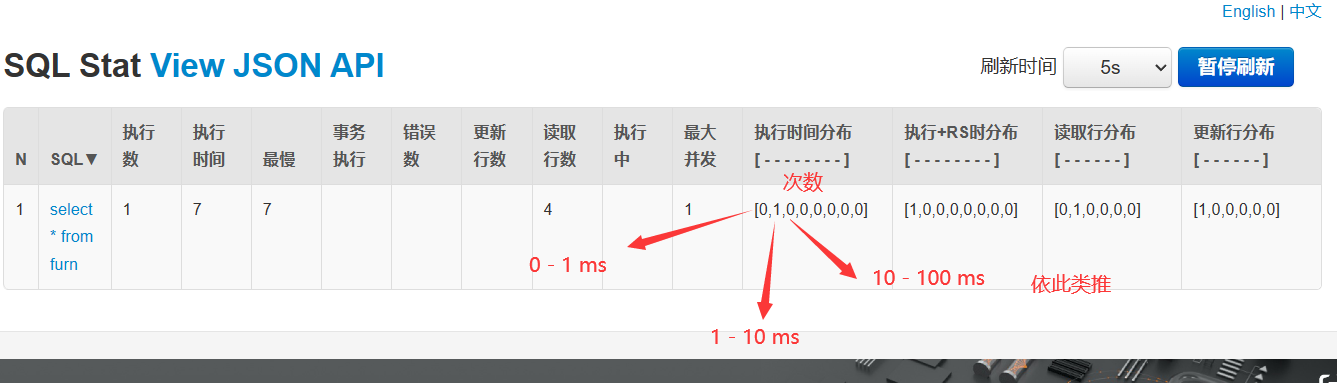 English | 中文
SQL Stat View JSON API
刷新时间 5s 暂停刷新
N SQL▼ 执行数 执行时间 最慢 事务执行 错误数 更新行数 读取行数 执行中 最大并发 执行时间分布 [ - - - - - - - - ] 执行+RS时分布 [ - - - - - - - - ] 读取行分布 [ - - - - - - ] 更新行分布 [ - - - - - - ]
次数
1 select * from furn 1 7 7 4 1 [0,1,0,0,0,0,0,0] [1,0,0,0,0,0,0,0] [0,1,0,0,0,0] [1,0,0,0,0,0]
0 - 1 ms
10 - 100 ms
依此类推
1 - 10 ms